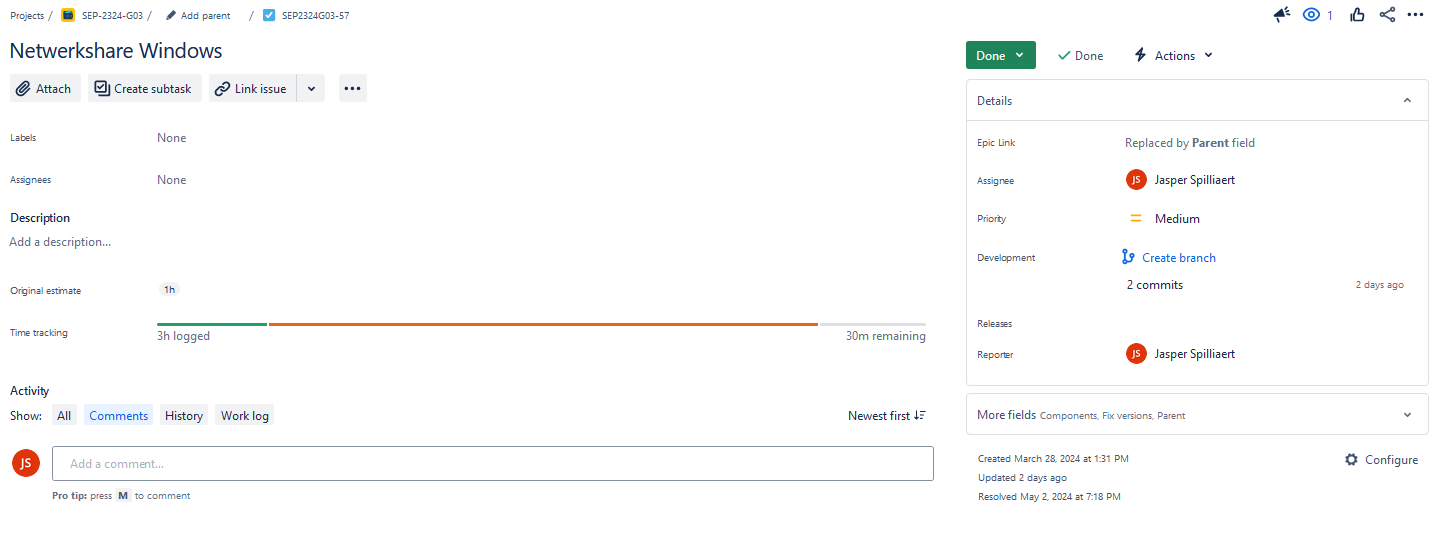 Projects / SEP-2324-G03 / Add parent / SEP2324G03-57
1
Netwerkshare Windows
Attach Create subtask Link issue
Labels None
Assignees None
Description
Add a description...
Original estimate 1h
Time tracking
3h logged 30m remaining
Activity
Show: All Comments History Work log Newest first
JS Add a comment...
Pro tip: press M to comment
Done Done Actions
Details
Epic Link Replaced by Parent field
Assignee JS Jasper Spilliaert
Priority Medium
Development Create branch
2 commits 2 days ago
Releases
Reporter JS Jasper Spilliaert
More fields Components, Fix versions, Parent
Created March 28, 2024 at 1:31 PM Configure
Updated 2 days ago
Resolved May 2, 2024 at 7:18 PM